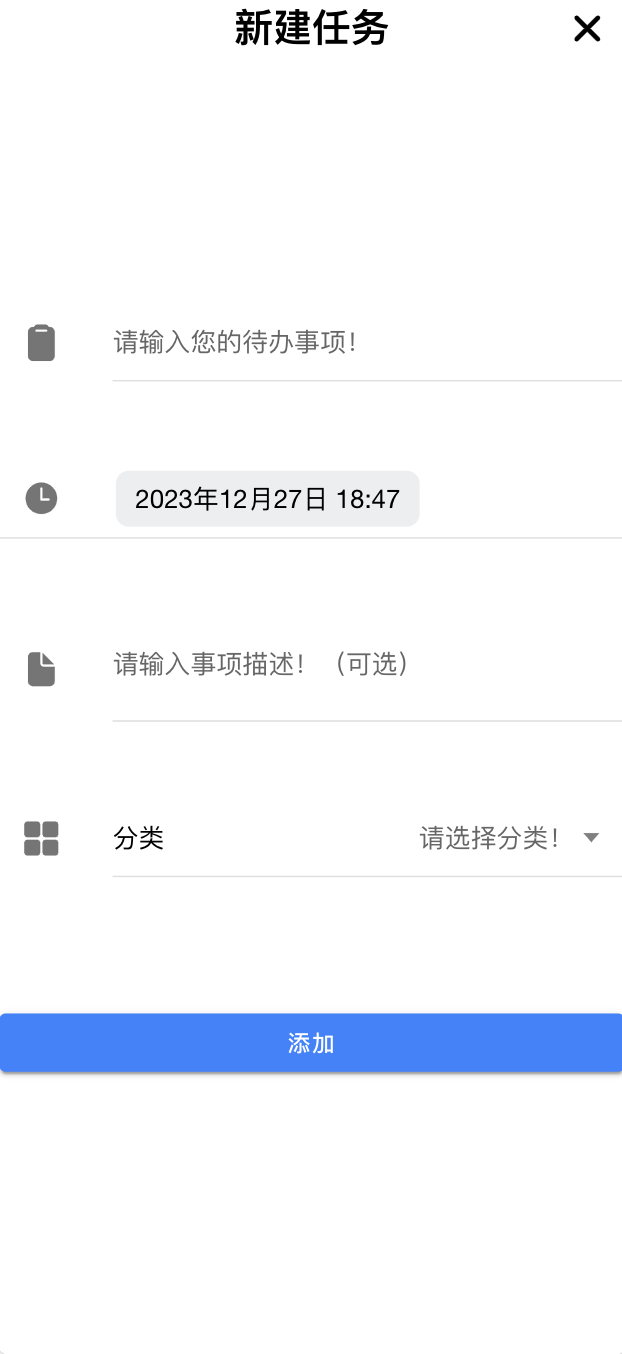 新建任务
请输入您的待办事项！
2023年12月27日 18:47
请输入事项描述！（可选）
分类 请选择分类！
添加